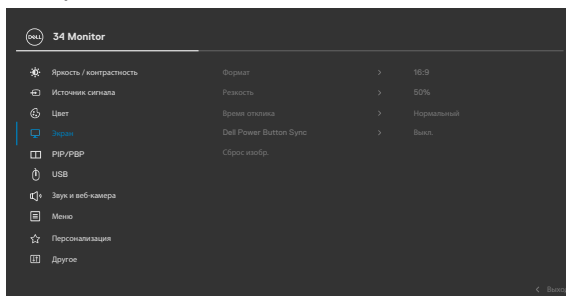 DELL 34 Monitor
Яркость / контрастность Формат > 16:9
Источник сигнала Резкость > 50%
Цвет Время отклика > Нормальный
Экран Dell Power Button Sync > Выкл.
PIP/PBP Сброс изобр.
USB
Звук и веб-камера
Меню
Персонализация
Другое
< Выход